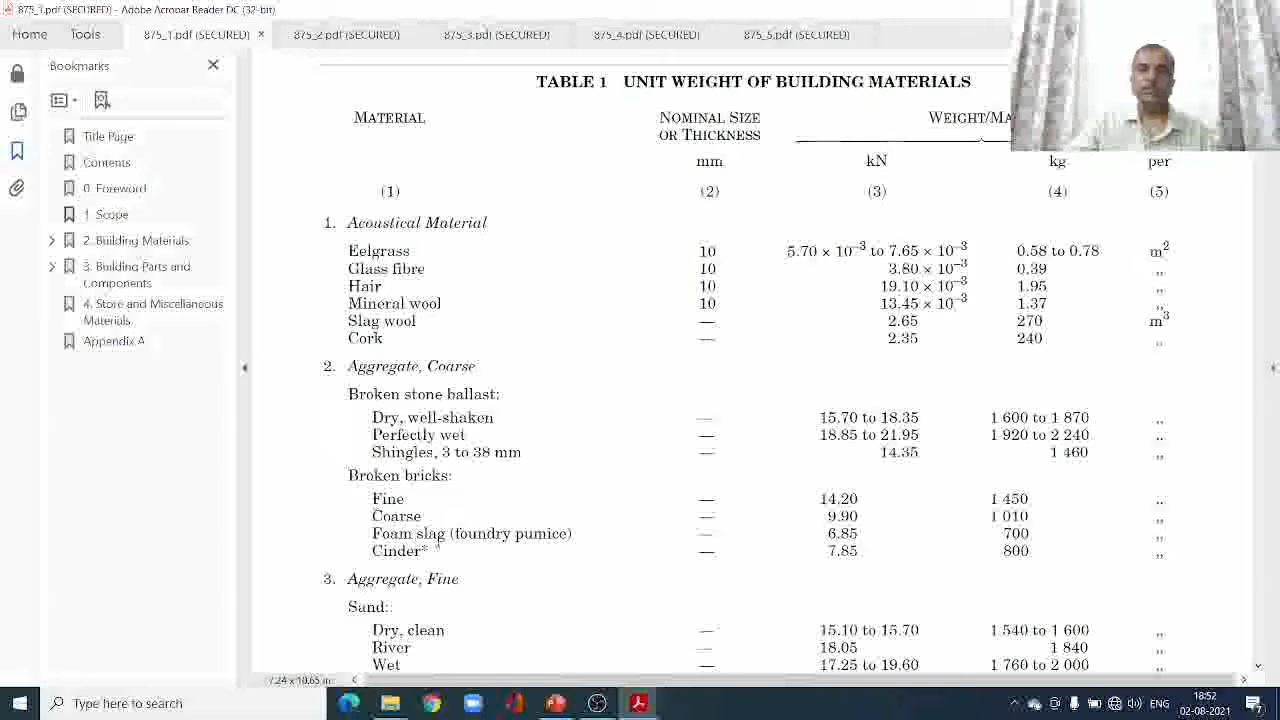 875_1.pdf (SECURED) - Adobe Acrobat Reader DC (32-bit)
Home Tools 875_1.pdf (SECURED) × 875_2.pdf (SECURED) 875_3.pdf (SECURED) 875_4.pdf (SECURED) 875_5.pdf (SECURED)
Bookmarks ×
Title Page
Contents
0. Foreword
1. Scope
2. Building Materials
3. Building Parts and
Components
4. Store and Miscellaneous
Materials
Appendix A
TABLE 1 UNIT WEIGHT OF BUILDING MATERIALS
MATERIAL NOMINAL SIZE WEIGHT/MA
OR THICKNESS
mm kN kg per
(1) (2) (3) (4) (5)
1. Acoustical Material
Eelgrass 10 5.70 × 10–3 to 7.65 × 10–3 0.58 to 0.78 m2
Glass fibre 10 3.80 × 10–3 0.39 ,,
Hair 10 19.10 × 10–3 1.95 ,,
Mineral wool 10 13.45 × 10–3 1.37 ,,
Slag wool — 2.65 270 m3
Cork — 2.35 240 ,,
2. Aggregate, Coarse
Broken stone ballast:
Dry, well-shaken — 15.70 to 18.35 1 600 to 1 870 ,,
Perfectly wet — 18.85 to 21.95 1 920 to 2 240 ,,
Shingles, 3 to 38 mm — 14.35 1 460 ,,
Broken bricks:
Fine — 14.20 1 450 ,,
Coarse — 9.90 1 010 ,,
Foam slag (foundry pumice) — 6.85 700 ,,
Cinder* — 7.85 800 ,,
3. Aggregate, Fine
Sand:
Dry, clean — 15.10 to 15.70 1 540 to 1 600 ,,
River — 18.05 1 840 ,,
Wet — 17.25 to 19.60 1 760 to 2 000 ,,
7.24 x 10.65 in
Type here to search
ENG
18:52
02-08-2021